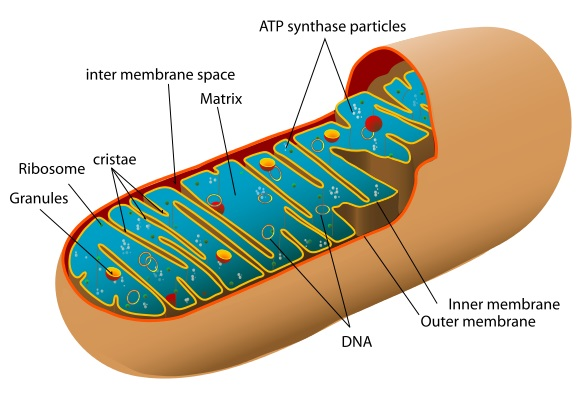 ATP synthase particles
inter membrane space
Matrix
cristae
Ribosome
Granules
Inner membrane
Outer membrane
DNA